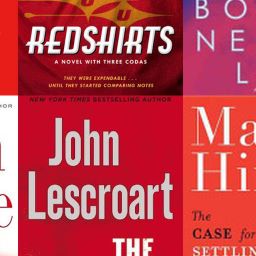 REDSHIRTS
A NOVEL WITH THREE CODAS
THEY WERE EXPENDABLE . . .
UNTIL THEY STARTED COMPARING NOTES
BO
NE
L
HOR
NEW YORK TIMES BESTSELLING AUTHOR
John
Lescroart
THE
e
Ma
Hi
The
CASE for
SETTLIN